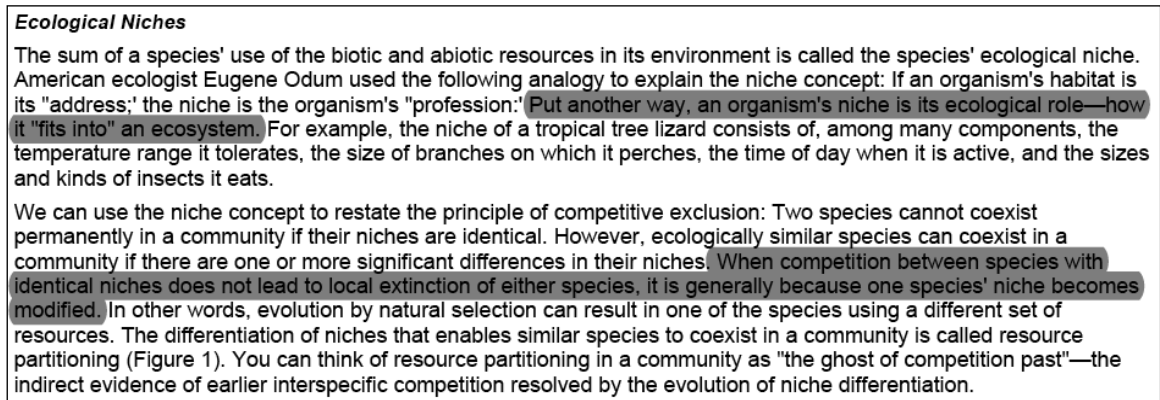 Ecological Niches
The sum of a species' use of the biotic and abiotic resources in its environment is called the species' ecological niche.
American ecologist Eugene Odum used the following analogy to explain the niche concept: If an organism's habitat is
its "address;' the niche is the organism's "profession:' Put another way, an organism's niche is its ecological role—how
it "fits into" an ecosystem. For example, the niche of a tropical tree lizard consists of, among many components, the
temperature range it tolerates, the size of branches on which it perches, the time of day when it is active, and the sizes
and kinds of insects it eats.
We can use the niche concept to restate the principle of competitive exclusion: Two species cannot coexist
permanently in a community if their niches are identical. However, ecologically similar species can coexist in a
community if there are one or more significant differences in their niches. When competition between species with
identical niches does not lead to local extinction of either species, it is generally because one species' niche becomes
modified. In other words, evolution by natural selection can result in one of the species using a different set of
resources. The differentiation of niches that enables similar species to coexist in a community is called resource
partitioning (Figure 1). You can think of resource partitioning in a community as "the ghost of competition past"—the
indirect evidence of earlier interspecific competition resolved by the evolution of niche differentiation.